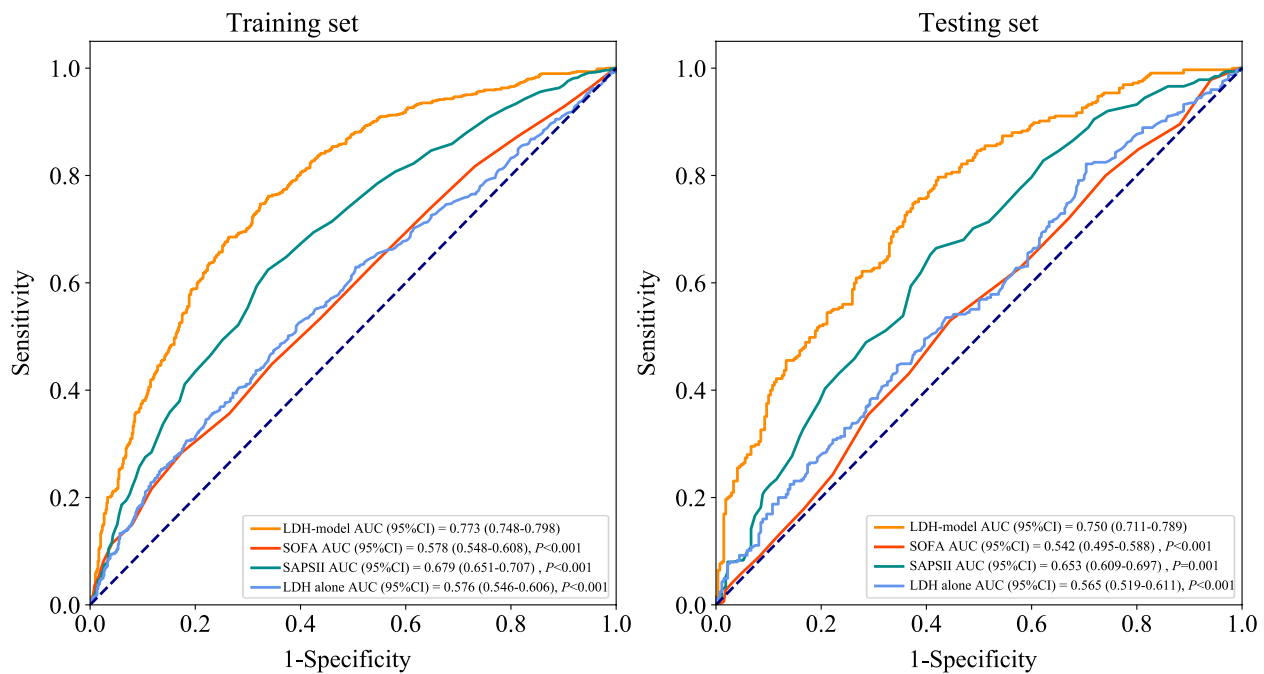 Training set
Sensitivity
1.0
0.8
0.6
0.4
0.2
0.0
LDH-model AUC (95%CI) = 0.773 (0.748-0.798)
SOFA AUC (95%CI) = 0.578 (0.548-0.608), P<0.001
SAPSII AUC (95%CI) = 0.679 (0.651-0.707) , P<0.001
LDH alone AUC (95%CI) = 0.576 (0.546-0.606), P<0.001
0.0 0.2 0.4 0.6 0.8 1.0
1-Specificity
Testing set
Sensitivity
1.0
0.8
0.6
0.4
0.2
0.0
LDH-model AUC (95%CI) = 0.750 (0.711-0.789)
SOFA AUC (95%CI) = 0.542 (0.495-0.588) , P<0.001
SAPSII AUC (95%CI) = 0.653 (0.609-0.697) , P=0.001
LDH alone AUC (95%CI) = 0.565 (0.519-0.611), P<0.001
0.0 0.2 0.4 0.6 0.8 1.0
1-Specificity